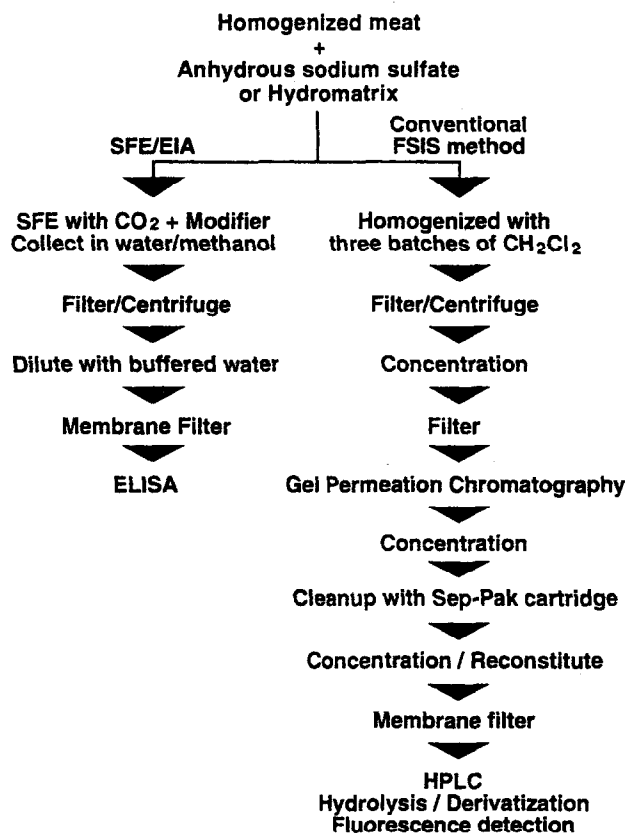 Homogenized meat
+
Anhydrous sodium sulfate
or Hydromatrix
SFE/EIA
Conventional
FSIS method
SFE with CO2 + Modifier
Collect in water/methanol
Filter/Centrifuge
Dilute with buffered water
Membrane Filter
ELISA
Homogenized with
three batches of CH2Cl2
Filter/Centrifuge
Concentration
Filter
Gel Permeation Chromatography
Concentration
Cleanup with Sep-Pak cartridge
Concentration / Reconstitute
Membrane filter
HPLC
Hydrolysis / Derivatization
Fluorescence detection